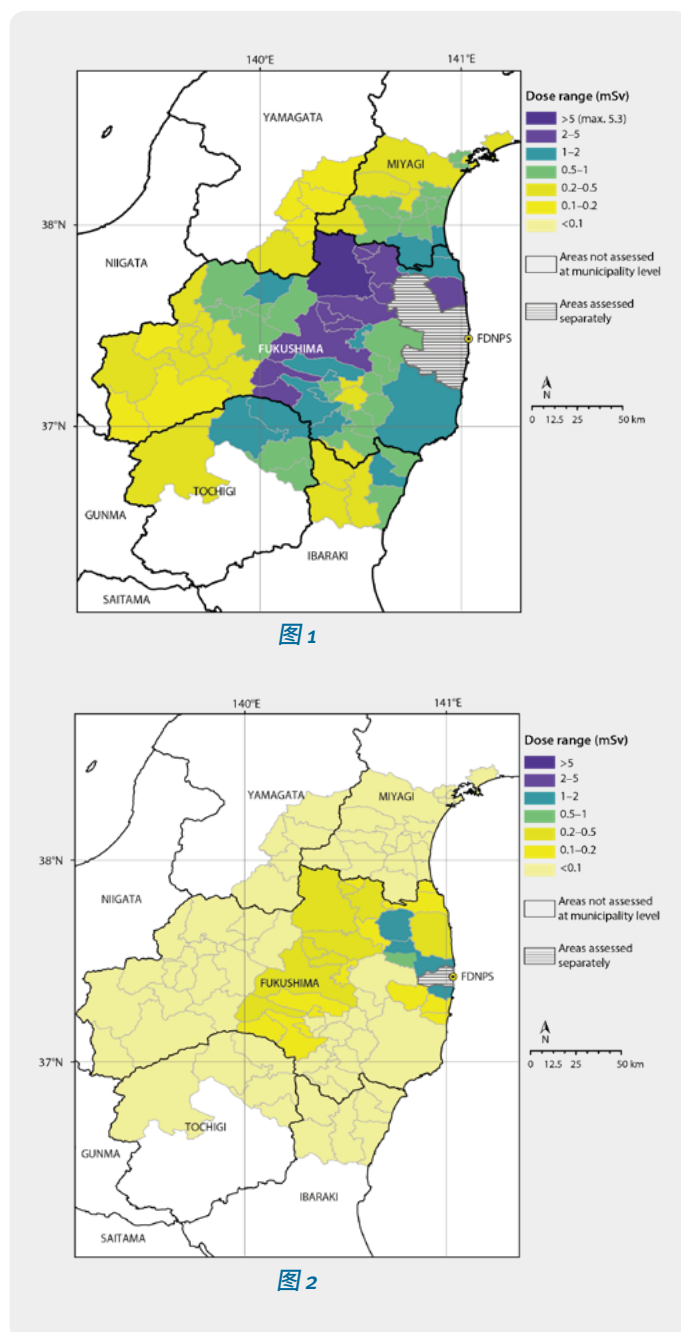 140°E 141°E
Dose range (mSv)
>5 (max. 5.3)
2–5
1–2
0.5–1
0.2–0.5
0.1–0.2
<0.1
Areas not assessed
at municipality level
Areas assessed
separately
YAMAGATA
MIYAGI
38°N
NIIGATA
FUKUSHIMA
FDNPS
N
0 12.5 25 50 km
37°N
TOCHIGI
GUNMA
IBARAKI
SAITAMA
图 1
140°E 141°E
Dose range (mSv)
>5
2–5
1–2
0.5–1
0.2–0.5
0.1–0.2
<0.1
Areas not assessed
at municipality level
Areas assessed
separately
YAMAGATA
MIYAGI
38°N
NIIGATA
FUKUSHIMA
FDNPS
N
0 12.5 25 50 km
37°N
TOCHIGI
GUNMA
IBARAKI
SAITAMA
图 2